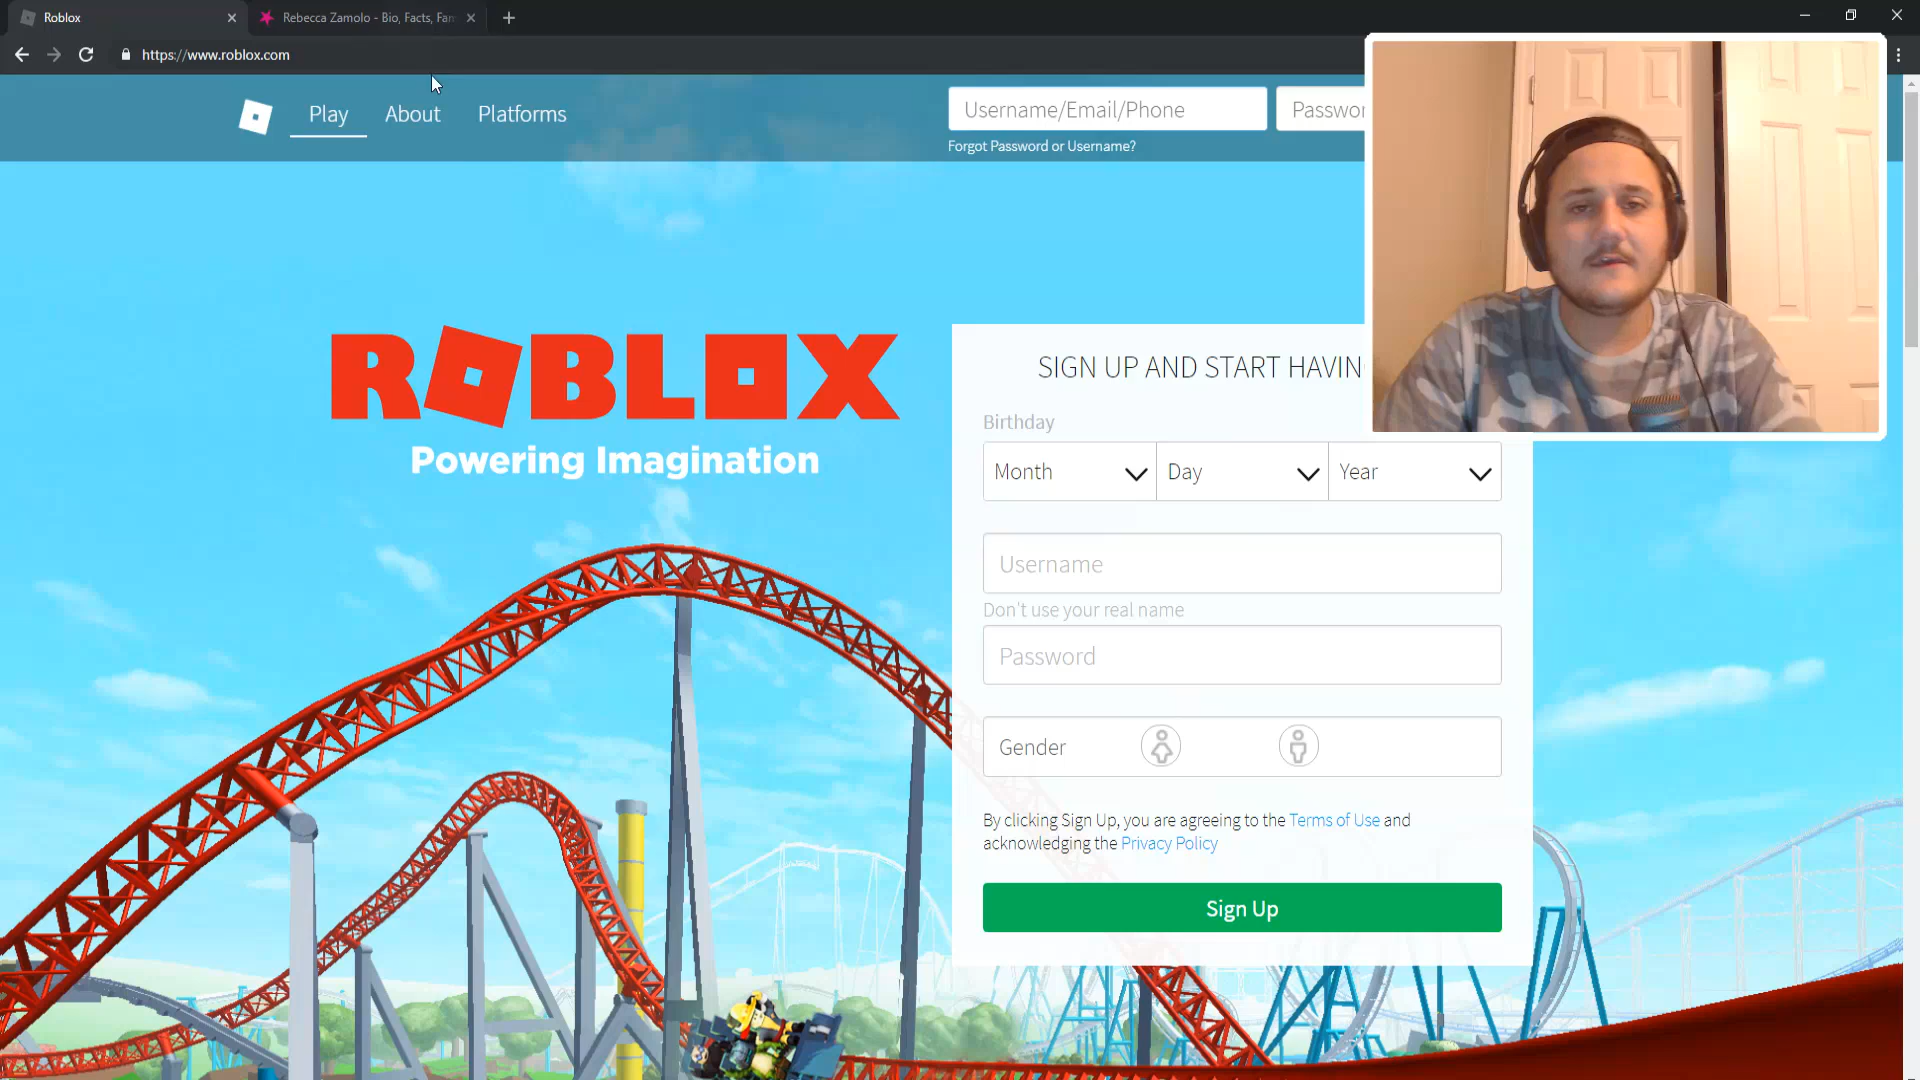 Roblox
Rebecca Zamolo - Bio, Facts, Fam
https://www.roblox.com
Play
About
Platforms
Username/Email/Phone
Passwor
Forgot Password or Username?
ROBLOX
Powering Imagination
SIGN UP AND START HAVIN
Birthday
Month
Day
Year
Username
Don't use your real name
Password
Gender
By clicking Sign Up, you are agreeing to the Terms of Use and
acknowledging the Privacy Policy
Sign Up